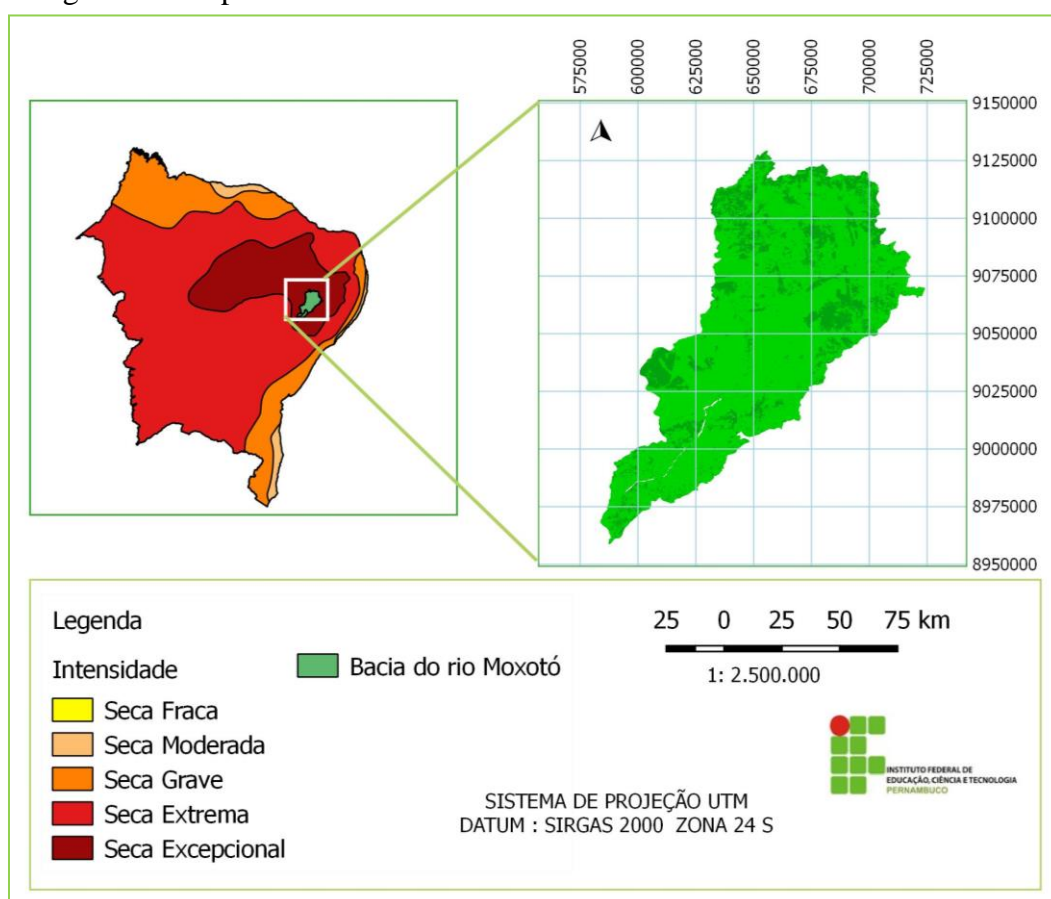 575000
600000
625000
650000
675000
700000
725000
9150000
9125000
9100000
9075000
9050000
9025000
9000000
8975000
8950000
Legenda
Intensidade
Seca Fraca
Seca Moderada
Seca Grave
Seca Extrema
Seca Excepcional
Bacia do rio Moxotó
25 0 25 50 75 km
1: 2.500.000
SISTEMA DE PROJEÇÃO UTM
DATUM : SIRGAS 2000 ZONA 24 S
INSTITUTO FEDERAL DE
EDUCAÇÃO, CIÊNCIA E TECNOLOGIA
PERNAMBUCO